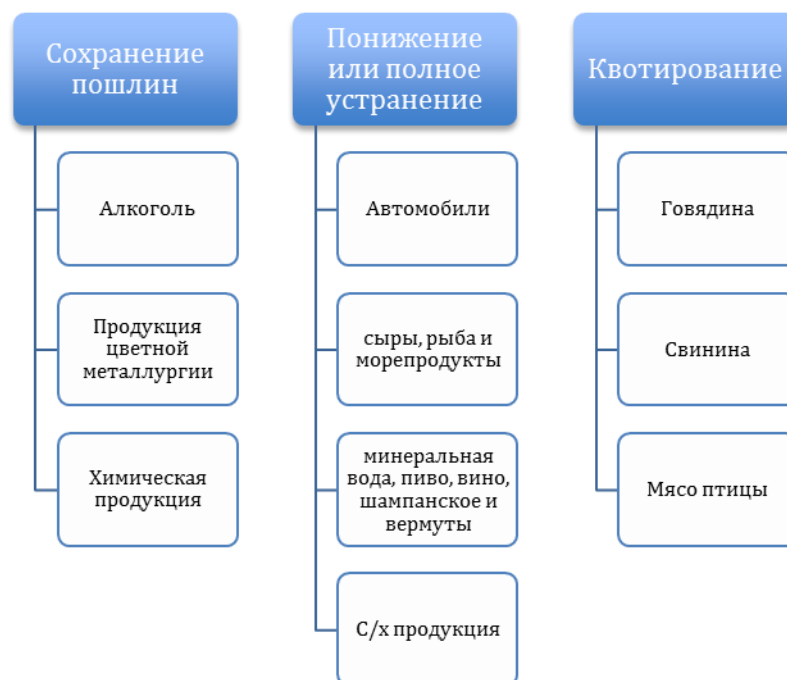 Сохранение
пошлин
Алкоголь
Продукция
цветной
металлургии
Химическая
продукция
Понижение
или полное
устранение
Автомобили
сыры, рыба и
морепродукты
минеральная
вода, пиво, вино,
шампанское и
вермуты
С/х продукция
Квотирование
Говядина
Свинина
Мясо птицы